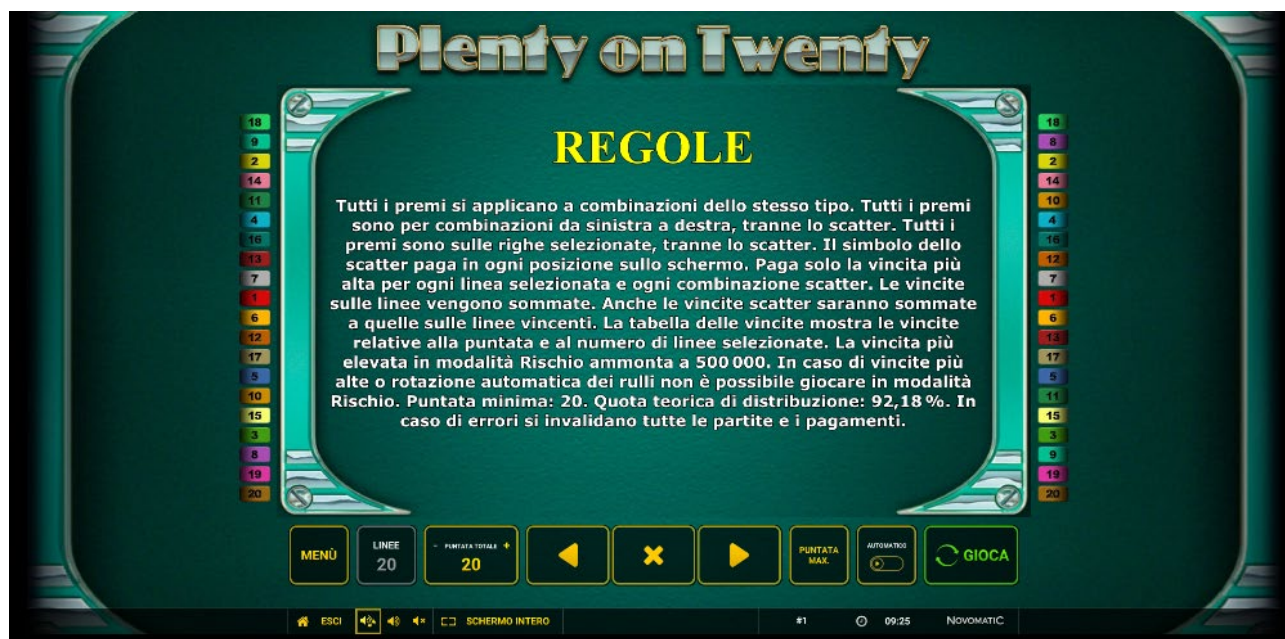 Plenty on Twenty
REGOLE
Tutti i premi si applicano a combinazioni dello stesso tipo. Tutti i premi
sono per combinazioni da sinistra a destra, tranne lo scatter. Tutti i
premi sono sulle righe selezionate, tranne lo scatter. Il simbolo dello
scatter paga in ogni posizione sullo schermo. Paga solo la vincita più
alta per ogni linea selezionata e ogni combinazione scatter. Le vincite
sulle linee vengono sommate. Anche le vincite scatter saranno sommate
a quelle sulle linee vincenti. La tabella delle vincite mostra le vincite
relative alla puntata e al numero di linee selezionate. La vincita più
elevata in modalità Rischio ammonta a 500 000. In caso di vincite più
alte o rotazione automatica dei rulli non è possibile giocare in modalità
Rischio. Puntata minima: 20. Quota teorica di distribuzione: 92,18 %. In
caso di errori si invalidano tutte le partite e i pagamenti.
18
9
2
14
11
4
16
13
7
1
6
12
17
5
10
15
3
8
19
20
18
8
2
14
10
4
16
12
7
1
6
13
17
5
11
15
3
9
19
20
MENÙ
LINEE
20
- PUNTATA TOTALE +
20
PUNTATA
MAX.
AUTOMATICO
GIOCA
ESCI
SCHERMO INTERO
#1
09:25
NOVOMATIC